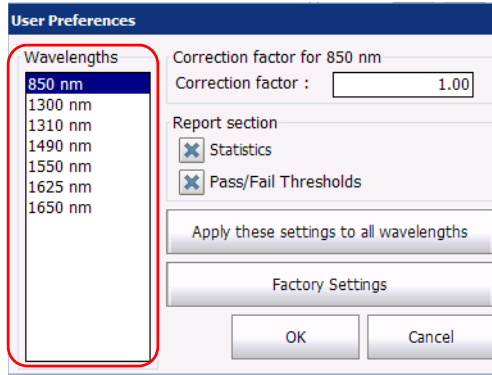 User Preferences
Wavelengths
850 nm
1300 nm
1310 nm
1490 nm
1550 nm
1625 nm
1650 nm
Correction factor for 850 nm
Correction factor : 1.00
Report section
Statistics
Pass/Fail Thresholds
Apply these settings to all wavelengths
Factory Settings
OK Cancel